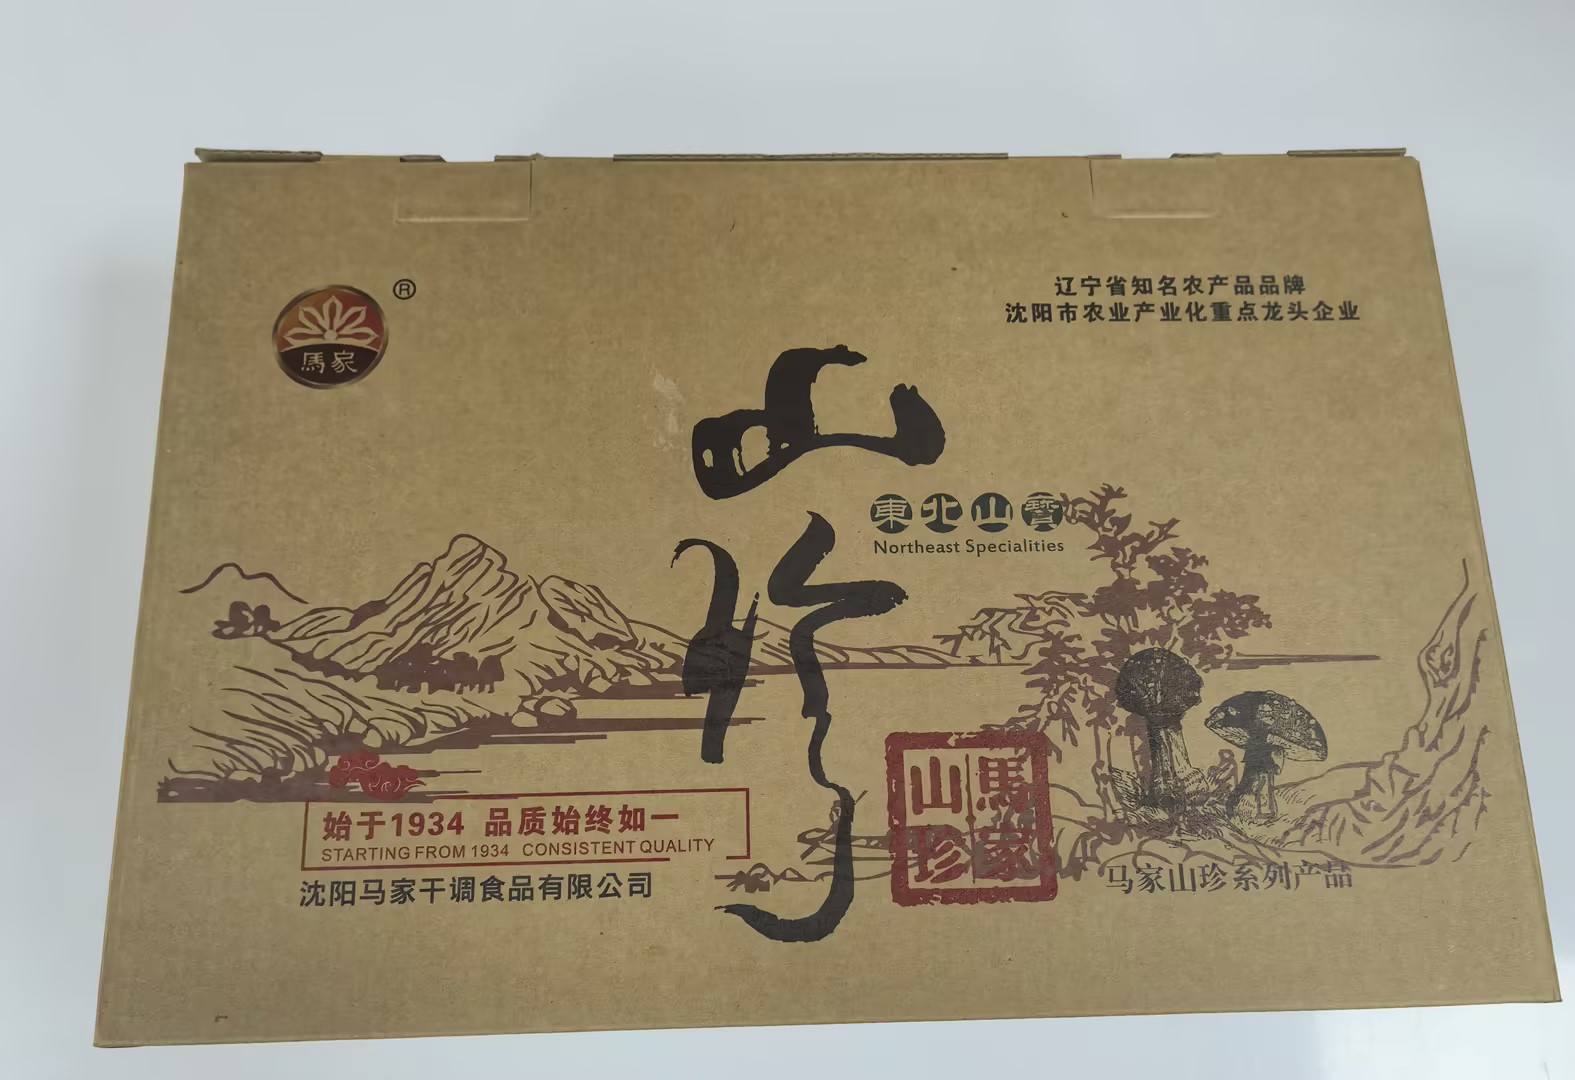 馬家
®
辽宁省知名农产品品牌
沈阳市农业产业化重点龙头企业
山珍
東北山寶
Northeast Specialities
始于1934 品质始终如一
STARTING FROM 1934 CONSISTENT QUALITY
沈阳马家干调食品有限公司
馬家
山珍
马家山珍系列产品